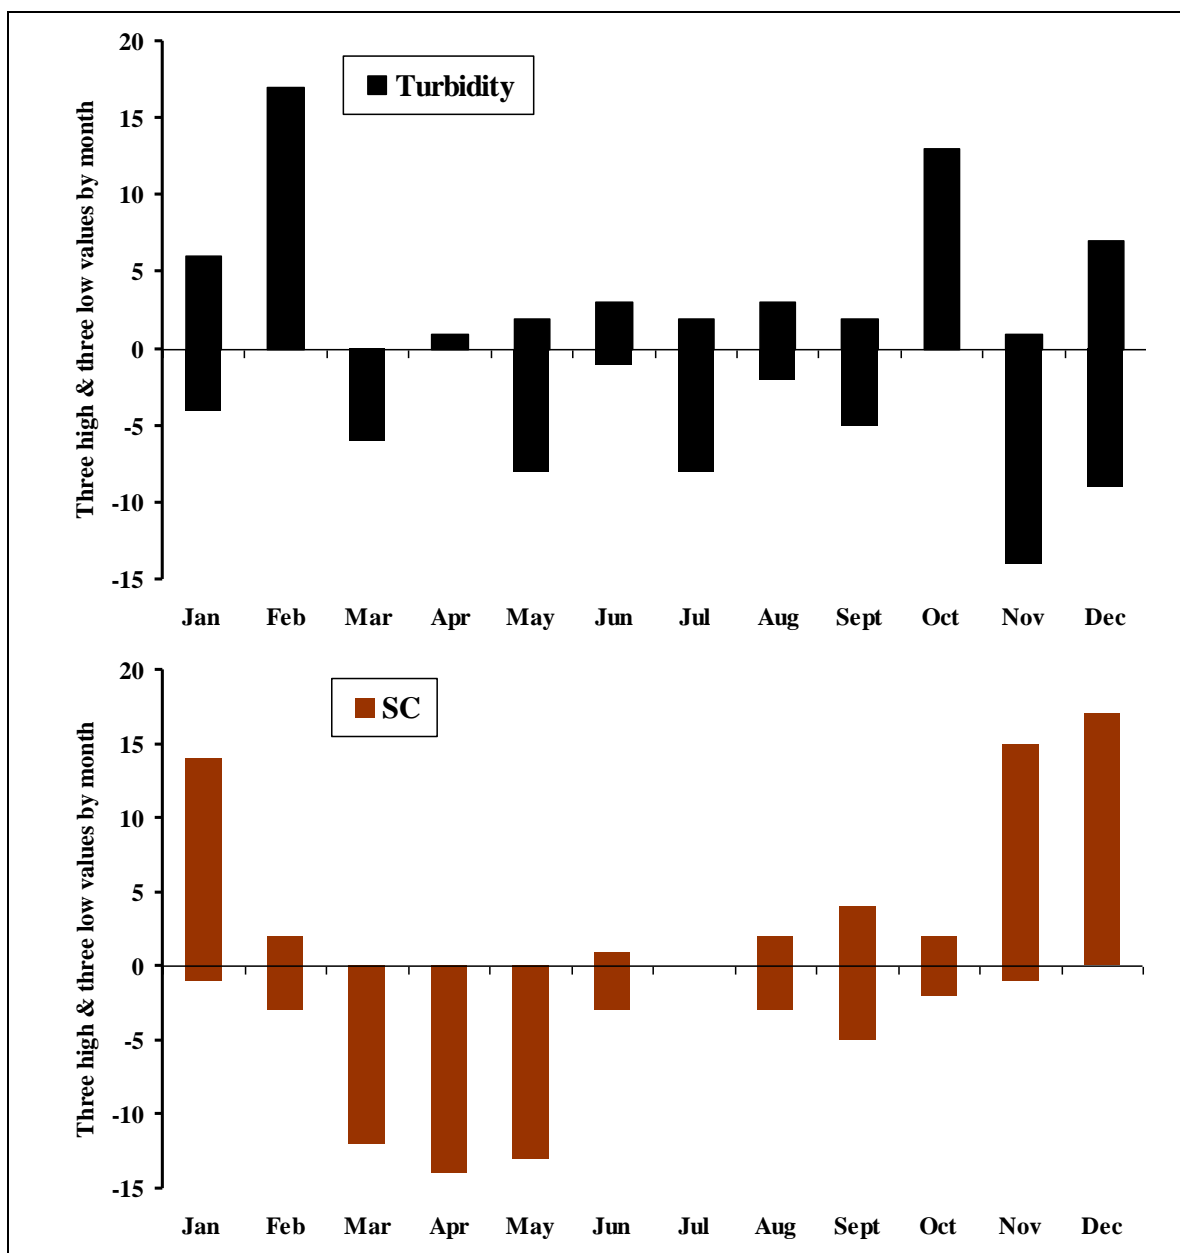 Three high & three low values by month
20
15
10
5
0
-5
-10
-15
Turbidity
Jan Feb Mar Apr May Jun Jul Aug Sept Oct Nov Dec
Three high & three low values by month
20
15
10
5
0
-5
-10
-15
SC
Jan Feb Mar Apr May Jun Jul Aug Sept Oct Nov Dec